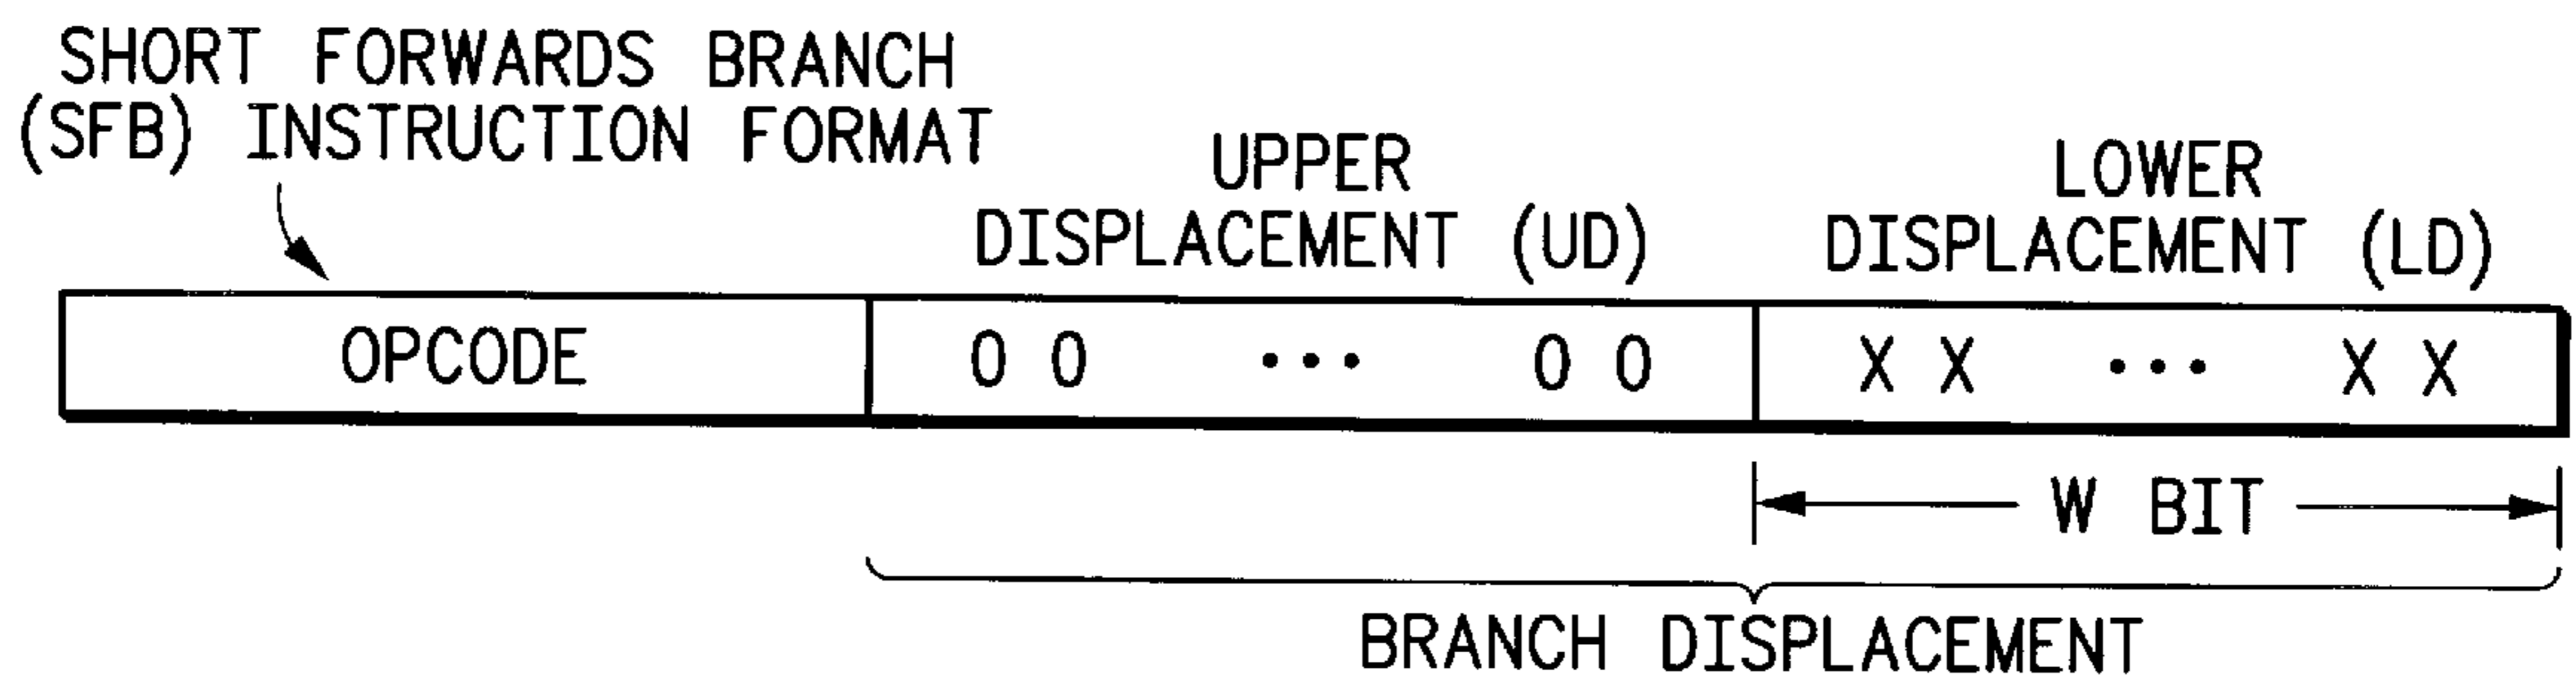 SHORT FORWARDS BRANCH
(SFB) INSTRUCTION FORMAT
UPPER
DISPLACEMENT (UD)
LOWER
DISPLACEMENT (LD)
OPCODE
0 0 ... 0 0
X X ... X X
W BIT
BRANCH DISPLACEMENT